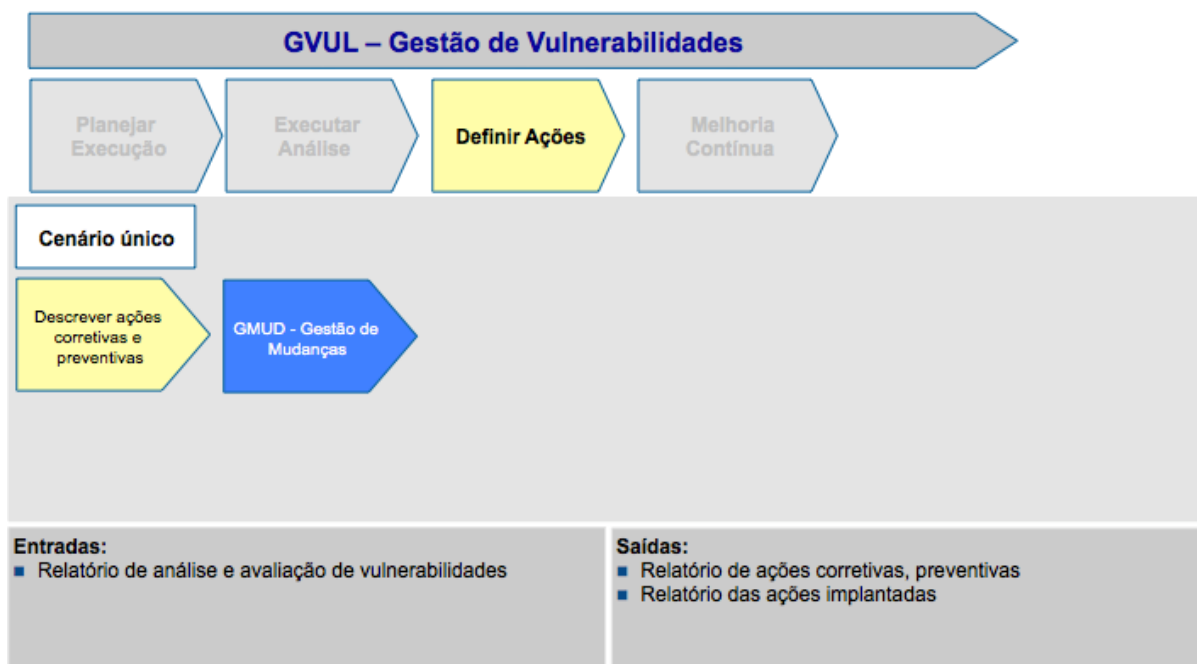 GVUL – Gestão de Vulnerabilidades
Planejar
Execução
Executar
Análise
Definir Ações
Melhoria
Contínua
Cenário único
Descrever ações
corretivas e
preventivas
GMUD - Gestão de
Mudanças
Entradas:
Relatório de análise e avaliação de vulnerabilidades
Saídas:
Relatório de ações corretivas, preventivas
Relatório das ações implantadas